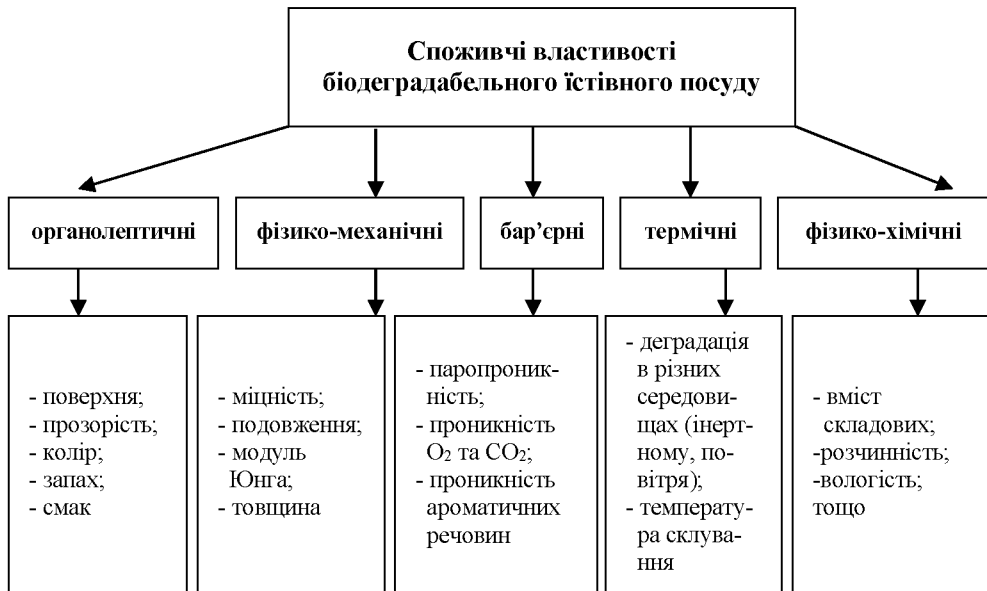 Споживчі властивості
біодеградабельного їстівного посуду
органолептичні
фізико-механічні
бар’єрні
термічні
фізико-хімічні
- поверхня;
- прозорість;
- колір;
- запах;
- смак
- міцність;
- подовження;
- модуль
Юнга;
- товщина
- паропроник-
ність;
- проникність
O₂ та CO₂;
- проникність
ароматичних
речовин
- деградація
в різних
середови-
щах (інерт-
ному, по-
вітря);
- температу-
ра склуван-
ня
- вміст
складових;
-розчинність;
-вологість;
тощо